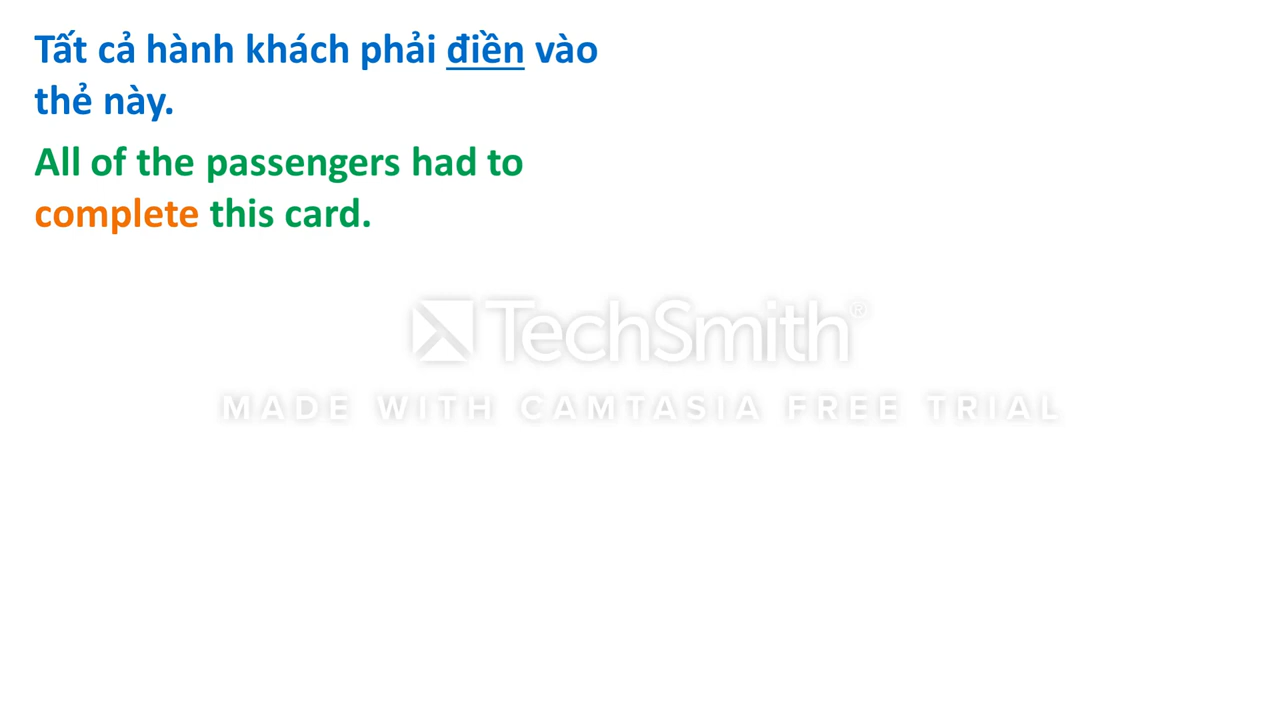 Tất cả hành khách phải điền vào
thẻ này.
All of the passengers had to
complete this card.
TechSmith®
MADE WITH CAMTASIA FREE TRIAL